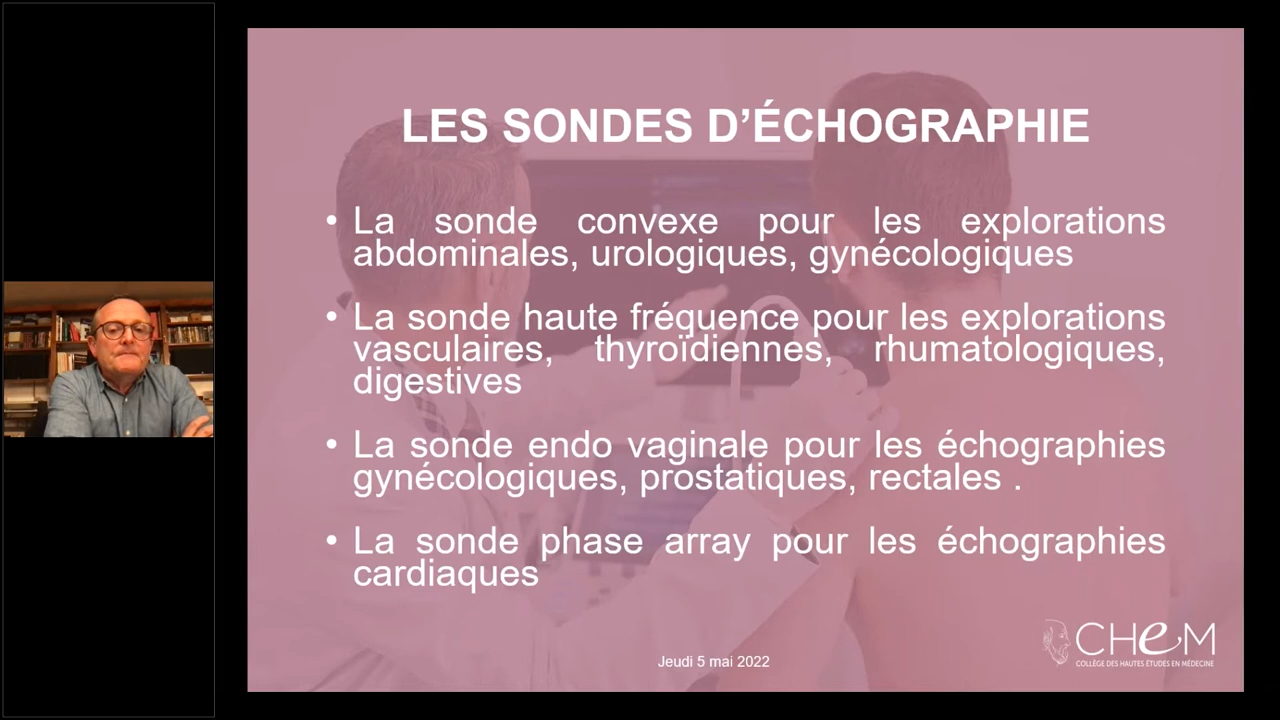 LES SONDES D'ÉCHOGRAPHIE
• La sonde convexe pour les explorations
abdominales, urologiques, gynécologiques
• La sonde haute fréquence pour les explorations
vasculaires, thyroïdiennes, rhumatologiques,
digestives
• La sonde endo vaginale pour les échographies
gynécologiques, prostatiques, rectales .
• La sonde phase array pour les échographies
cardiaques
Jeudi 5 mai 2022
CHeM
COLLÈGE DES HAUTES ÉTUDES EN MÉDECINE